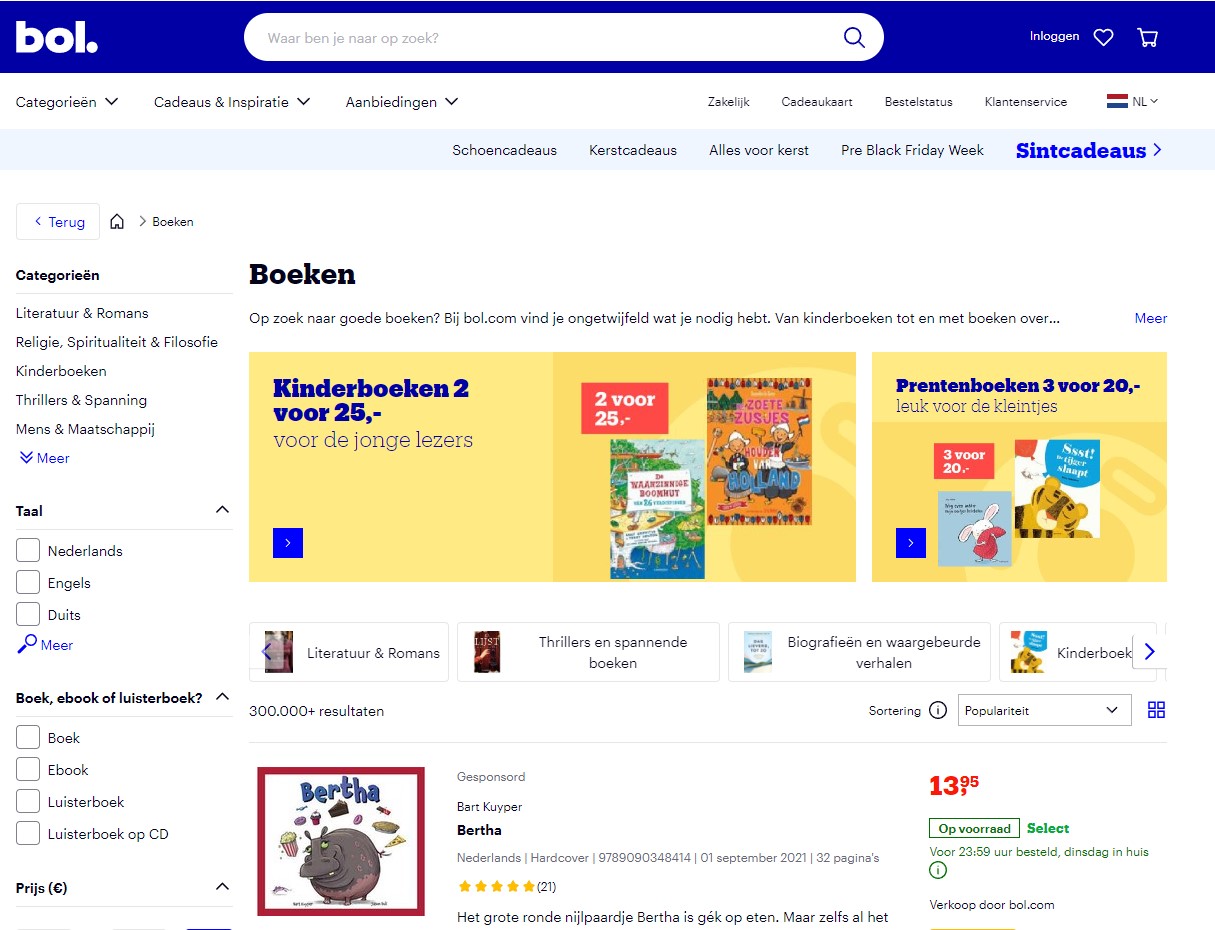 bol.
Waar ben je naar op zoek?
Inloggen
Categorieën
Cadeaus & Inspiratie
Aanbiedingen
Zakelijk
Cadeaukaart
Bestelstatus
Klantenservice
NL
Schoencadeaus
Kerstcadeaus
Alles voor kerst
Pre Black Friday Week
Sintcadeaus
Terug
Boeken
Categorieën
Literatuur & Romans
Religie, Spiritualiteit & Filosofie
Kinderboeken
Thrillers & Spanning
Mens & Maatschappij
Meer
Taal
Nederlands
Engels
Duits
Meer
Boek, ebook of luisterboek?
Boek
Ebook
Luisterboek
Luisterboek op CD
Prijs (€)
Boeken
Op zoek naar goede boeken? Bij bol.com vind je ongetwijfeld wat je nodig hebt. Van kinderboeken tot en met boeken over...
Meer
Kinderboeken 2
voor 25,-
voor de jonge lezers
2 voor
25,-
De
WAANZINNIGE
BOOMHUT
VAN 26 VERDIEPINGEN
De
ZOETE
ZUSJES
HOUDEN
VAN
HOLLAND
Prentenboeken 3 voor 20,-
leuk voor de kleintjes
3 voor
20,-
Ssst!
De tijger
slaapt
Literatuur & Romans
LUST
Thrillers en spannende
boeken
Biografieën en waargebeurde
verhalen
Kinderboek
300.000+ resultaten
Sortering
Populariteit
Bertha
Bart Kuyper
Gesponsord
Bart Kuyper
Bertha
Nederlands | Hardcover | 9789090348414 | 01 september 2021 | 32 pagina's
(21)
Het grote ronde nijlpaardje Bertha is gék op eten. Maar zelfs al het
13,95
Op voorraad
Select
Voor 23:59 uur besteld, dinsdag in huis
Verkoop door bol.com